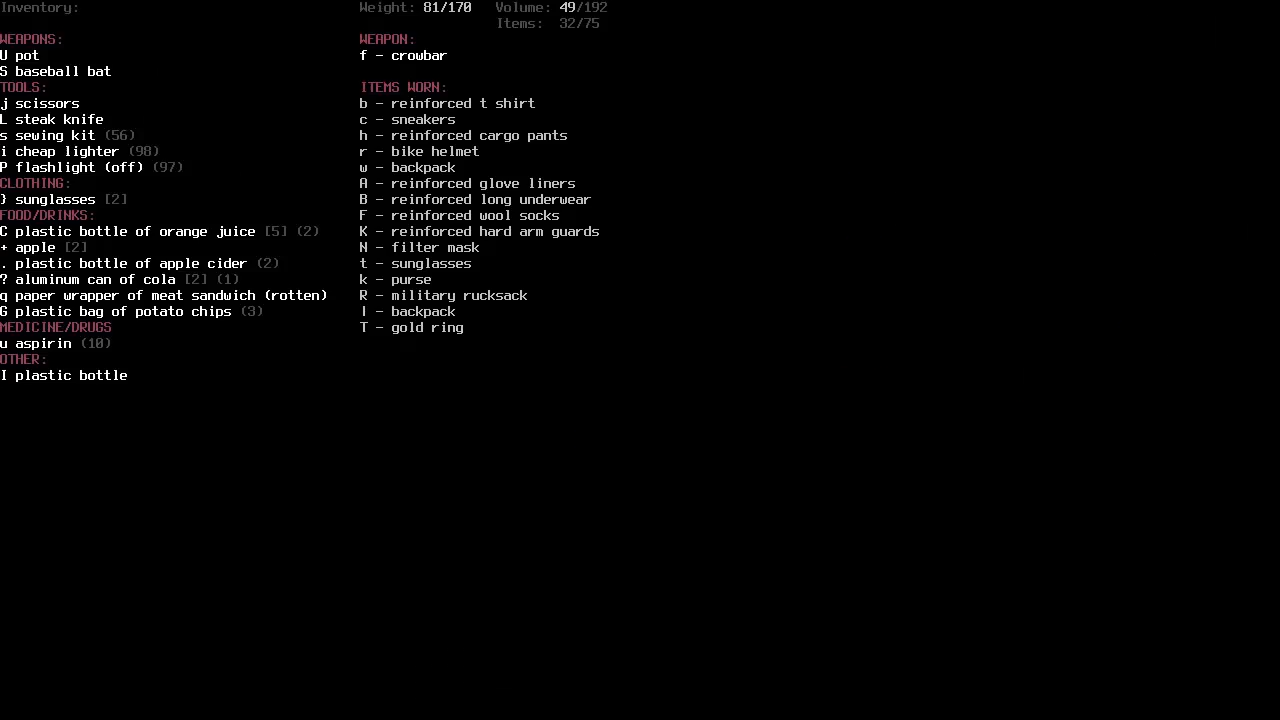 Inventory:
Weight: 81/170 Volume: 49/192
Items: 32/75
WEAPONS:
U pot
S baseball bat
TOOLS:
j scissors
L steak knife
s sewing kit (56)
i cheap lighter (98)
P flashlight (off) (97)
CLOTHING:
} sunglasses [2]
FOOD/DRINKS:
C plastic bottle of orange juice [5] (2)
+ apple [2]
. plastic bottle of apple cider (2)
? aluminum can of cola [2] (1)
q paper wrapper of meat sandwich (rotten)
G plastic bag of potato chips (3)
MEDICINE/DRUGS
u aspirin (10)
OTHER:
I plastic bottle
WEAPON:
f - crowbar
ITEMS WORN:
b - reinforced t shirt
c - sneakers
h - reinforced cargo pants
r - bike helmet
w - backpack
A - reinforced glove liners
B - reinforced long underwear
F - reinforced wool socks
K - reinforced hard arm guards
N - filter mask
t - sunglasses
k - purse
R - military rucksack
l - backpack
T - gold ring